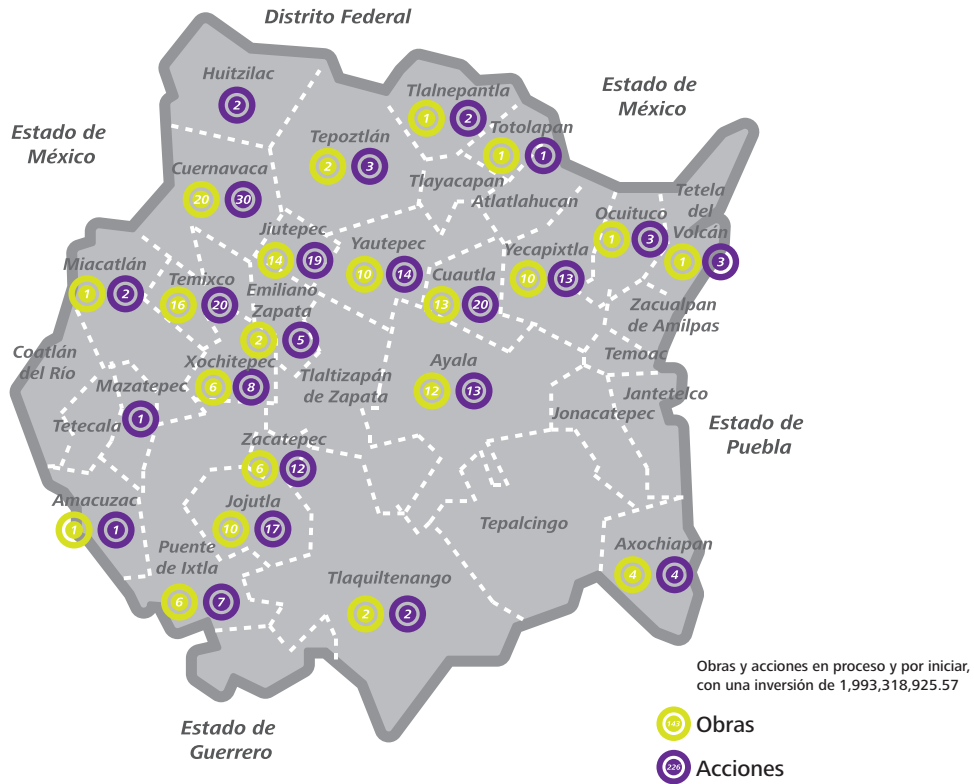 Distrito Federal
Huitzilac
2
Estado de
México
Tlalnepantla
1 2
Totolapan
1 1
Estado de
México
Tepoztlán
2 3
Tlayacapan
Atlatlahucan
Cuernavaca
20 30
Ocuituco
1 3
Tetela
del
Volcán
1 3
Jiutepec
14 19
Yautepec
10 14
Yecapixtla
10 13
Cuautla
13 20
Miacatlán
1 2
Temixco
16 20
Emiliano
Zapata
2 5
Zacualpan
de Amilpas
Temoac
Coatlán
del Río
Mazatepec
Xochitepec
6 8
Tlaltizapán
de Zapata
Ayala
12 13
Jantetelco
Jonacatepec
Estado de
Puebla
Tetecala
1
Zacatepec
6 12
Amacuzac
1 1
Jojutla
10 17
Tepalcingo
Axochiapan
4 4
Puente
de Ixtla
6 7
Tlaquiltenango
2 2
Estado de
Guerrero
Obras y acciones en proceso y por iniciar,
con una inversión de 1,993,318,925.57
143 Obras
226 Acciones